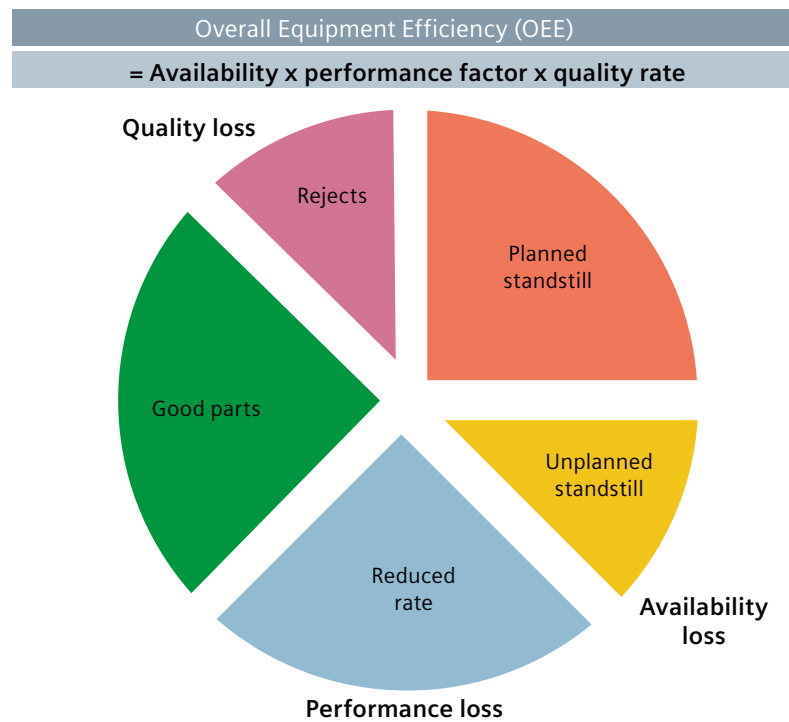 Overall Equipment Efficiency (OEE)
= Availability x performance factor x quality rate
Quality loss
Rejects
Planned
standstill
Good parts
Unplanned
standstill
Reduced
rate
Availability
loss
Performance loss